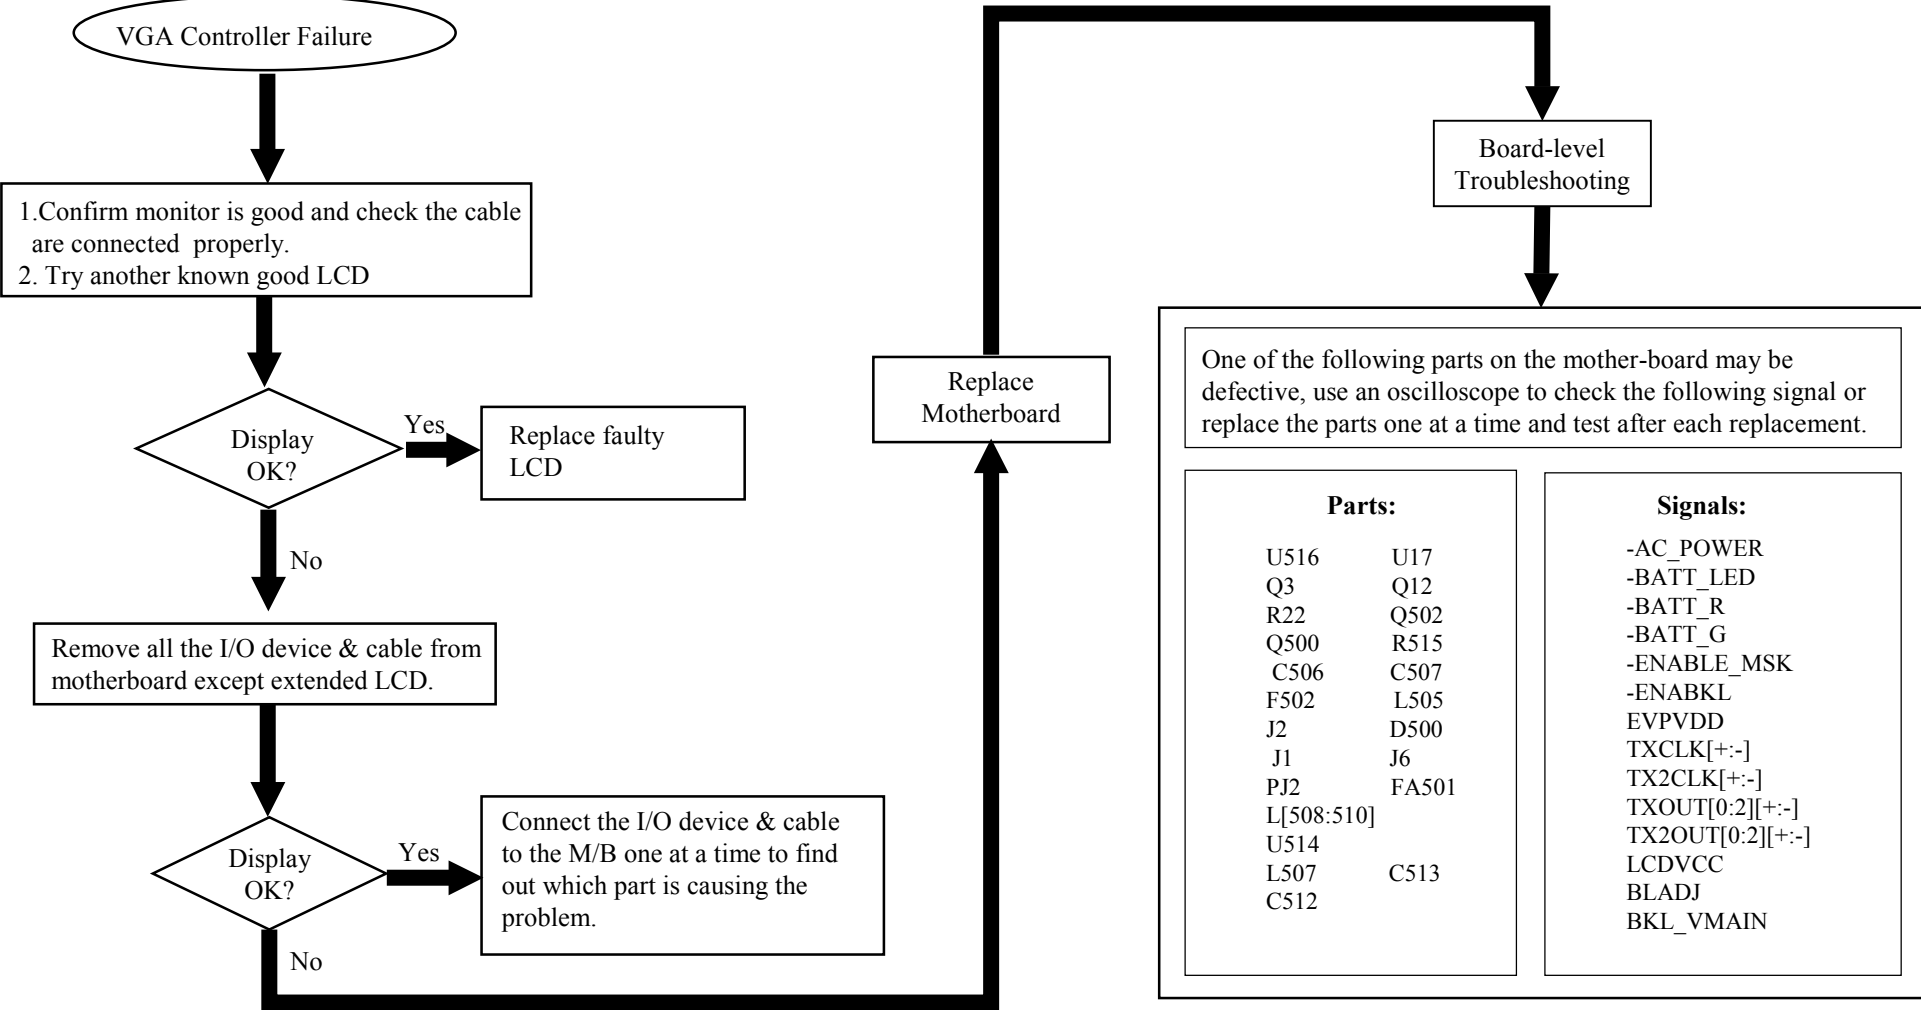 VGA Controller Failure
1.Confirm monitor is good and check the cable
are connected properly.
2. Try another known good LCD
Display
OK?
Yes
Replace faulty
LCD
No
Remove all the I/O device & cable from
motherboard except extended LCD.
Display
OK?
Yes
Connect the I/O device & cable
to the M/B one at a time to find
out which part is causing the
problem.
No
Replace
Motherboard
Board-level
Troubleshooting
One of the following parts on the mother-board may be
defective, use an oscilloscope to check the following signal or
replace the parts one at a time and test after each replacement.
Parts:
U516 U17
Q3 Q12
R22 Q502
Q500 R515
C506 C507
F502 L505
J2 D500
J1 J6
PJ2 FA501
L[508:510]
U514
L507 C513
C512
Signals:
-AC_POWER
-BATT_LED
-BATT_R
-BATT_G
-ENABLE_MSK
-ENABKL
EVPVDD
TXCLK[+:-]
TX2CLK[+:-]
TXOUT[0:2][+:-]
TX2OUT[0:2][+:-]
LCDVCC
BLADJ
BKL_VMAIN